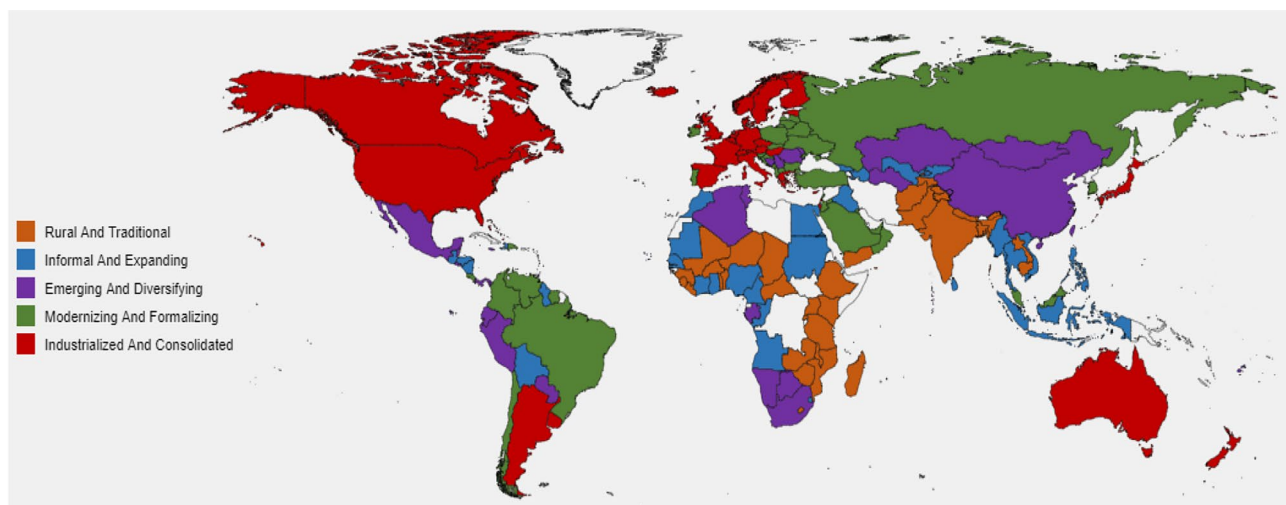 Rural And Traditional
Informal And Expanding
Emerging And Diversifying
Modernizing And Formalizing
Industrialized And Consolidated